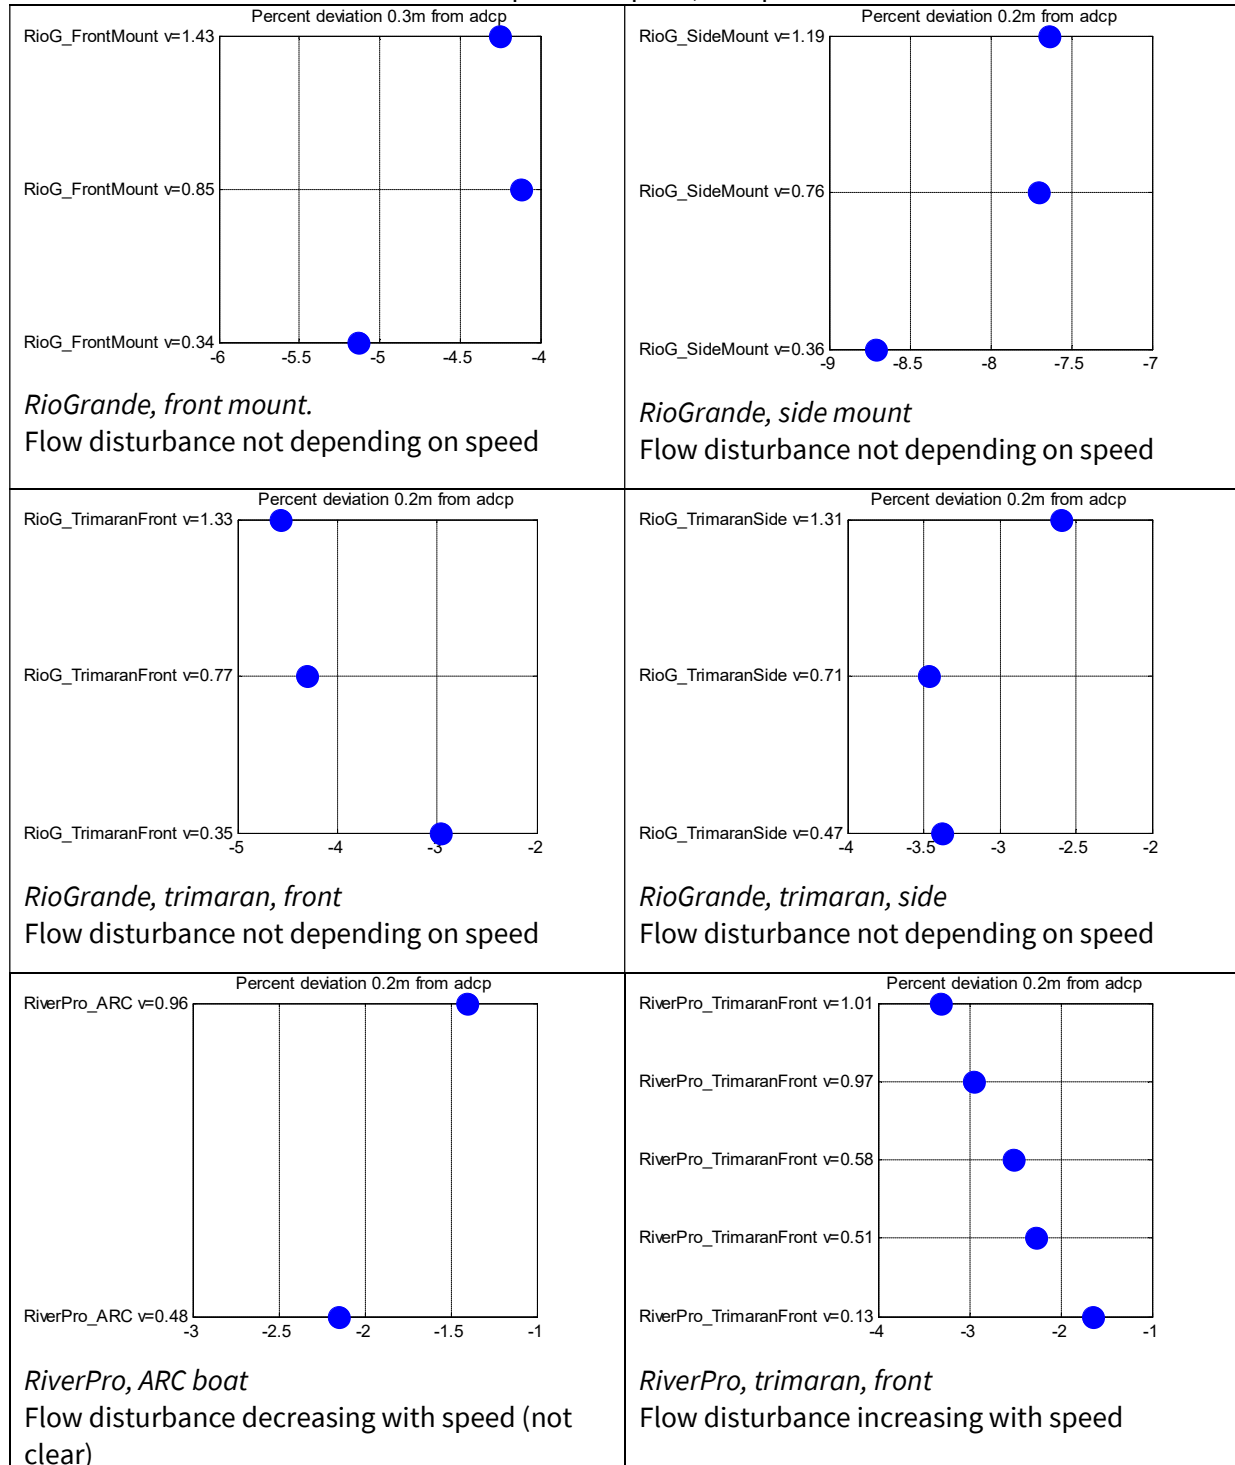 Percent deviation 0.3m from adcp
RioG_FrontMount v=1.43
RioG_FrontMount v=0.85
RioG_FrontMount v=0.34
-6 -5.5 -5 -4.5 -4
RioGrande, front mount.
Flow disturbance not depending on speed
Percent deviation 0.2m from adcp
RioG_SideMount v=1.19
RioG_SideMount v=0.76
RioG_SideMount v=0.36
-9 -8.5 -8 -7.5 -7
RioGrande, side mount
Flow disturbance not depending on speed
Percent deviation 0.2m from adcp
RioG_TrimaranFront v=1.33
RioG_TrimaranFront v=0.77
RioG_TrimaranFront v=0.35
-5 -4 -3 -2
RioGrande, trimaran, front
Flow disturbance not depending on speed
Percent deviation 0.2m from adcp
RioG_TrimaranSide v=1.31
RioG_TrimaranSide v=0.71
RioG_TrimaranSide v=0.47
-4 -3.5 -3 -2.5 -2
RioGrande, trimaran, side
Flow disturbance not depending on speed
Percent deviation 0.2m from adcp
RiverPro_ARC v=0.96
RiverPro_ARC v=0.48
-3 -2.5 -2 -1.5 -1
RiverPro, ARC boat
Flow disturbance decreasing with speed (not
clear)
Percent deviation 0.2m from adcp
RiverPro_TrimaranFront v=1.01
RiverPro_TrimaranFront v=0.97
RiverPro_TrimaranFront v=0.58
RiverPro_TrimaranFront v=0.51
RiverPro_TrimaranFront v=0.13
-4 -3 -2 -1
RiverPro, trimaran, front
Flow disturbance increasing with speed